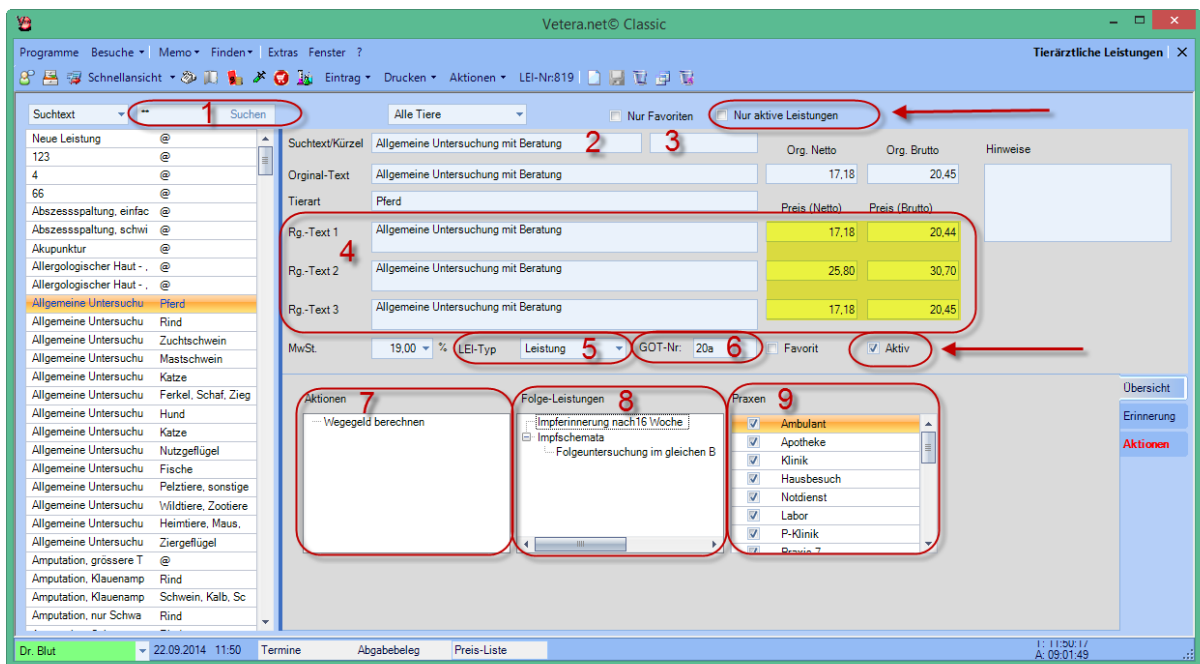 Vetera.net© Classic
Programme Besuche Memo Finden Extras Fenster ? Tierärztliche Leistungen X
Schnellansicht Eintrag Drucken Aktionen LEI-Nr:819
Suchtext ** 1 Suchen Alle Tiere Nur Favoriten Nur aktive Leistungen
Neue Leistung @
123 @
4 @
66 @
Abszessspaltung, einfac @
Abszessspaltung, schwi @
Akupunktur @
Allergologischer Haut - , @
Allergologischer Haut - , @
Allgemeine Untersuchu Pferd
Allgemeine Untersuchu Rind
Allgemeine Untersuchu Zuchtschwein
Allgemeine Untersuchu Mastschwein
Allgemeine Untersuchu Katze
Allgemeine Untersuchu Ferkel, Schaf, Zieg
Allgemeine Untersuchu Hund
Allgemeine Untersuchu Katze
Allgemeine Untersuchu Nutzgeflügel
Allgemeine Untersuchu Fische
Allgemeine Untersuchu Pelztiere, sonstige
Allgemeine Untersuchu Wildtiere, Zootiere
Allgemeine Untersuchu Heimtiere, Maus,
Allgemeine Untersuchu Ziergeflügel
Amputation, grössere T @
Amputation, Klauenamp Rind
Amputation, Klauenamp Schwein, Kalb, Sc
Amputation, nur Schwa Rind
Suchtext/Kürzel Allgemeine Untersuchung mit Beratung 2 3 Org. Netto Org. Brutto Hinweise
Orginal-Text Allgemeine Untersuchung mit Beratung 17,18 20,45
Tierart Pferd Preis (Netto) Preis (Brutto)
Rg.-Text 1 Allgemeine Untersuchung mit Beratung 17,18 20,44
4
Rg.-Text 2 Allgemeine Untersuchung mit Beratung 25,80 30,70
Rg.-Text 3 Allgemeine Untersuchung mit Beratung 17,18 20,45
MwSt. 19,00 % LEI-Typ Leistung 5 GOT-Nr: 20a 6 Favorit Aktiv
Aktionen 7
Wegegeld berechnen
Folge-Leistungen 8
Impferinnerung nach16 Woche
Impfschemata
Folgeuntersuchung im gleichen B
Praxen 9
Ambulant
Apotheke
Klinik
Hausbesuch
Notdienst
Labor
P-Klinik
Praxis 7
Übersicht
Erinnerung
Aktionen
Dr. Blut 22.09.2014 11:50 Termine Abgabebeleg Preis-Liste
T: 11:50:17
A: 09:01:49